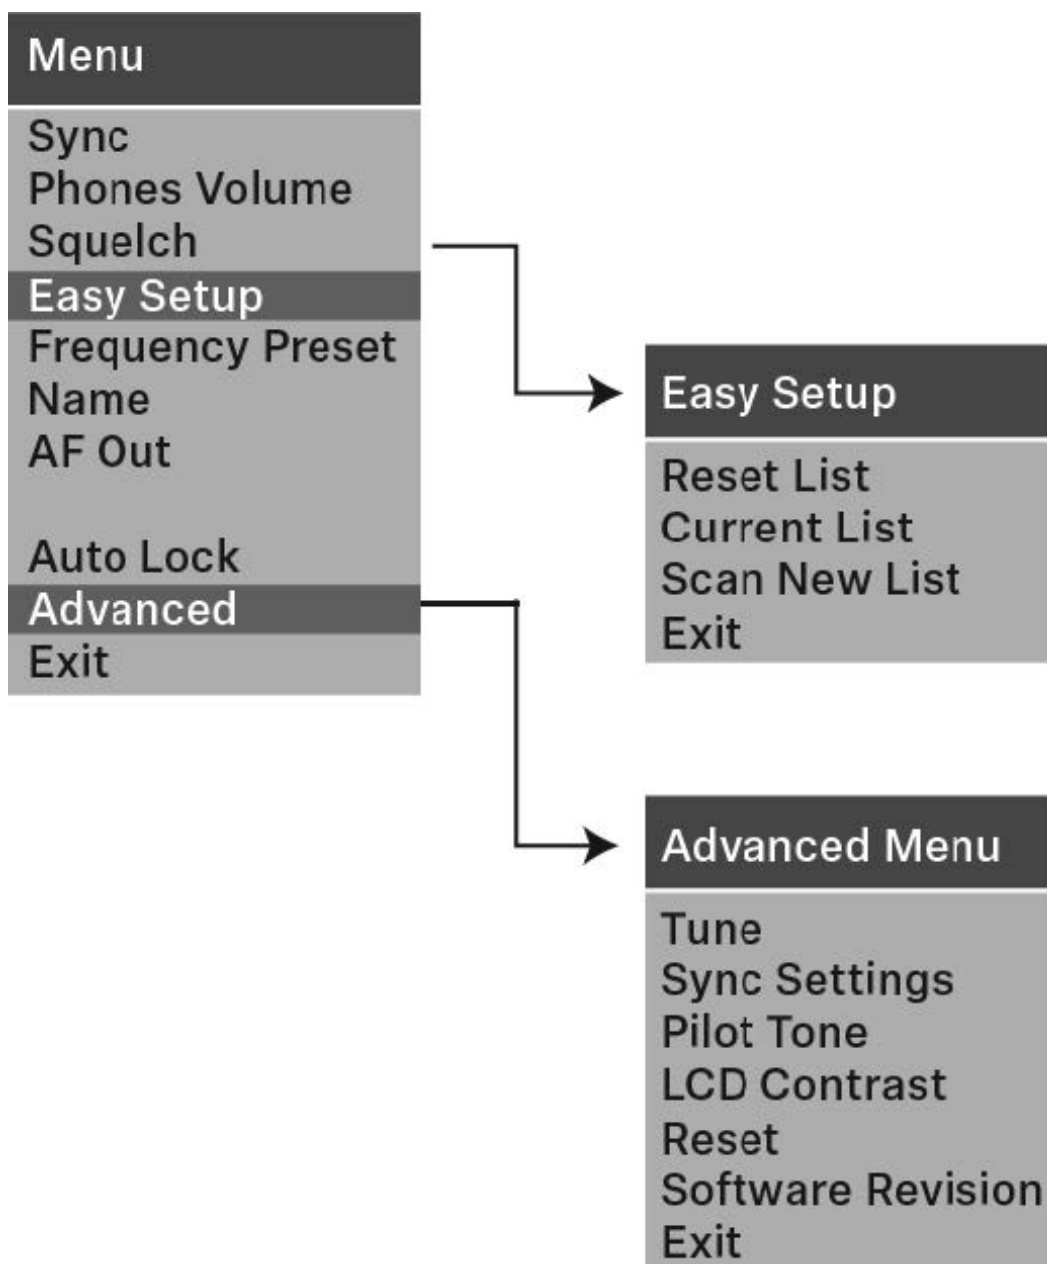 Menu
Sync
Phones Volume
Squelch
Easy Setup
Frequency Preset
Name
AF Out
Auto Lock
Advanced
Exit
Easy Setup
Reset List
Current List
Scan New List
Exit
Advanced Menu
Tune
Sync Settings
Pilot Tone
LCD Contrast
Reset
Software Revision
Exit